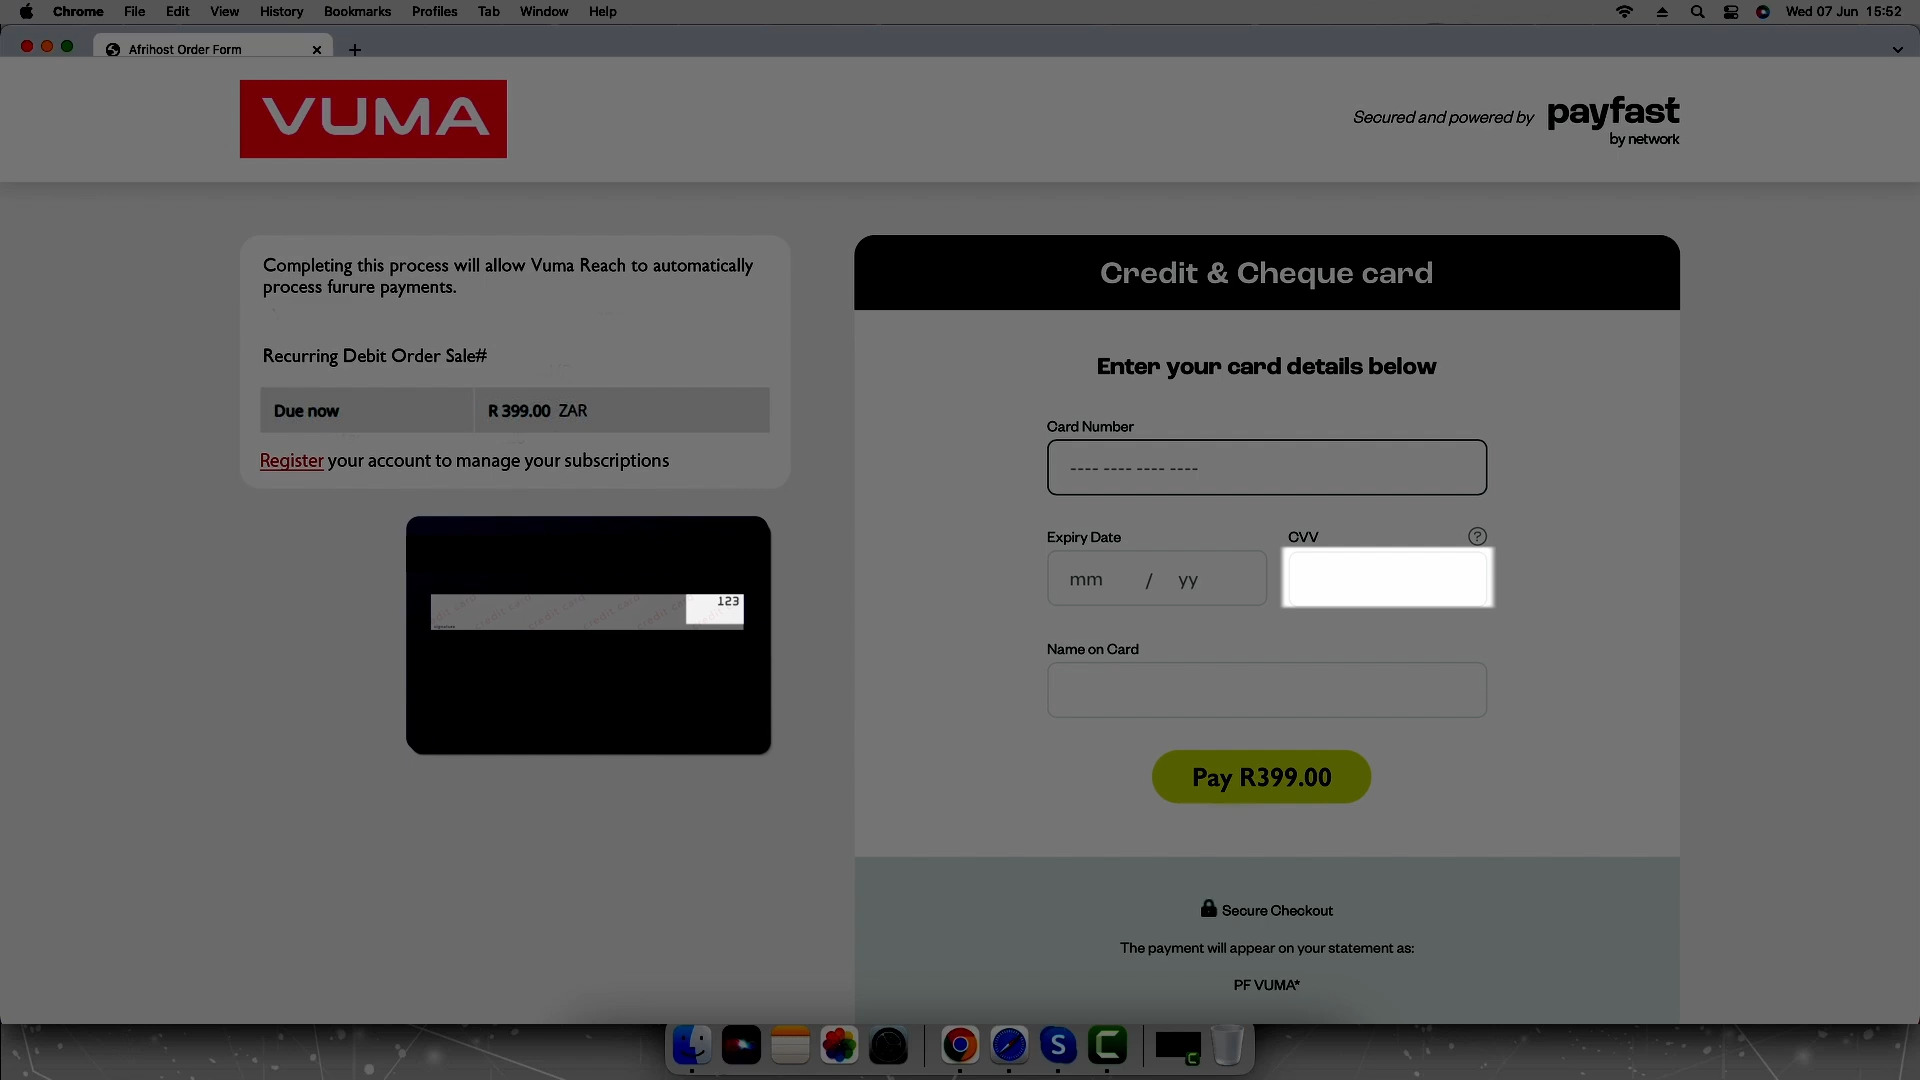 Chrome File Edit View History Bookmarks Profiles Tab Window Help Wed 07 Jun 15:52
Afrihost Order Form
VUMA
Secured and powered by payfast
by network
Completing this process will allow Vuma Reach to automatically
process furure payments.
Recurring Debit Order Sale#
Due now R 399.00 ZAR
Register your account to manage your subscriptions
123
Credit & Cheque card
Enter your card details below
Card Number
---- ---- ---- ----
Expiry Date CVV ?
mm / yy
Name on Card
Pay R399.00
Secure Checkout
The payment will appear on your statement as:
PF VUMA*